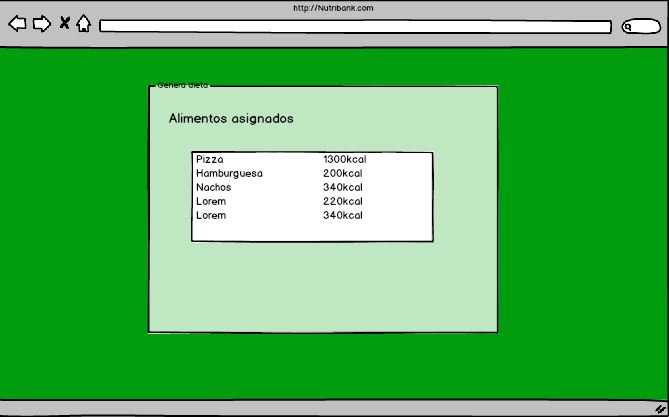 http://Nutribank.com
Genera dieta
Alimentos asignados
Pizza 1300kcal
Hamburguesa 200kcal
Nachos 340kcal
Lorem 220kcal
Lorem 340kcal